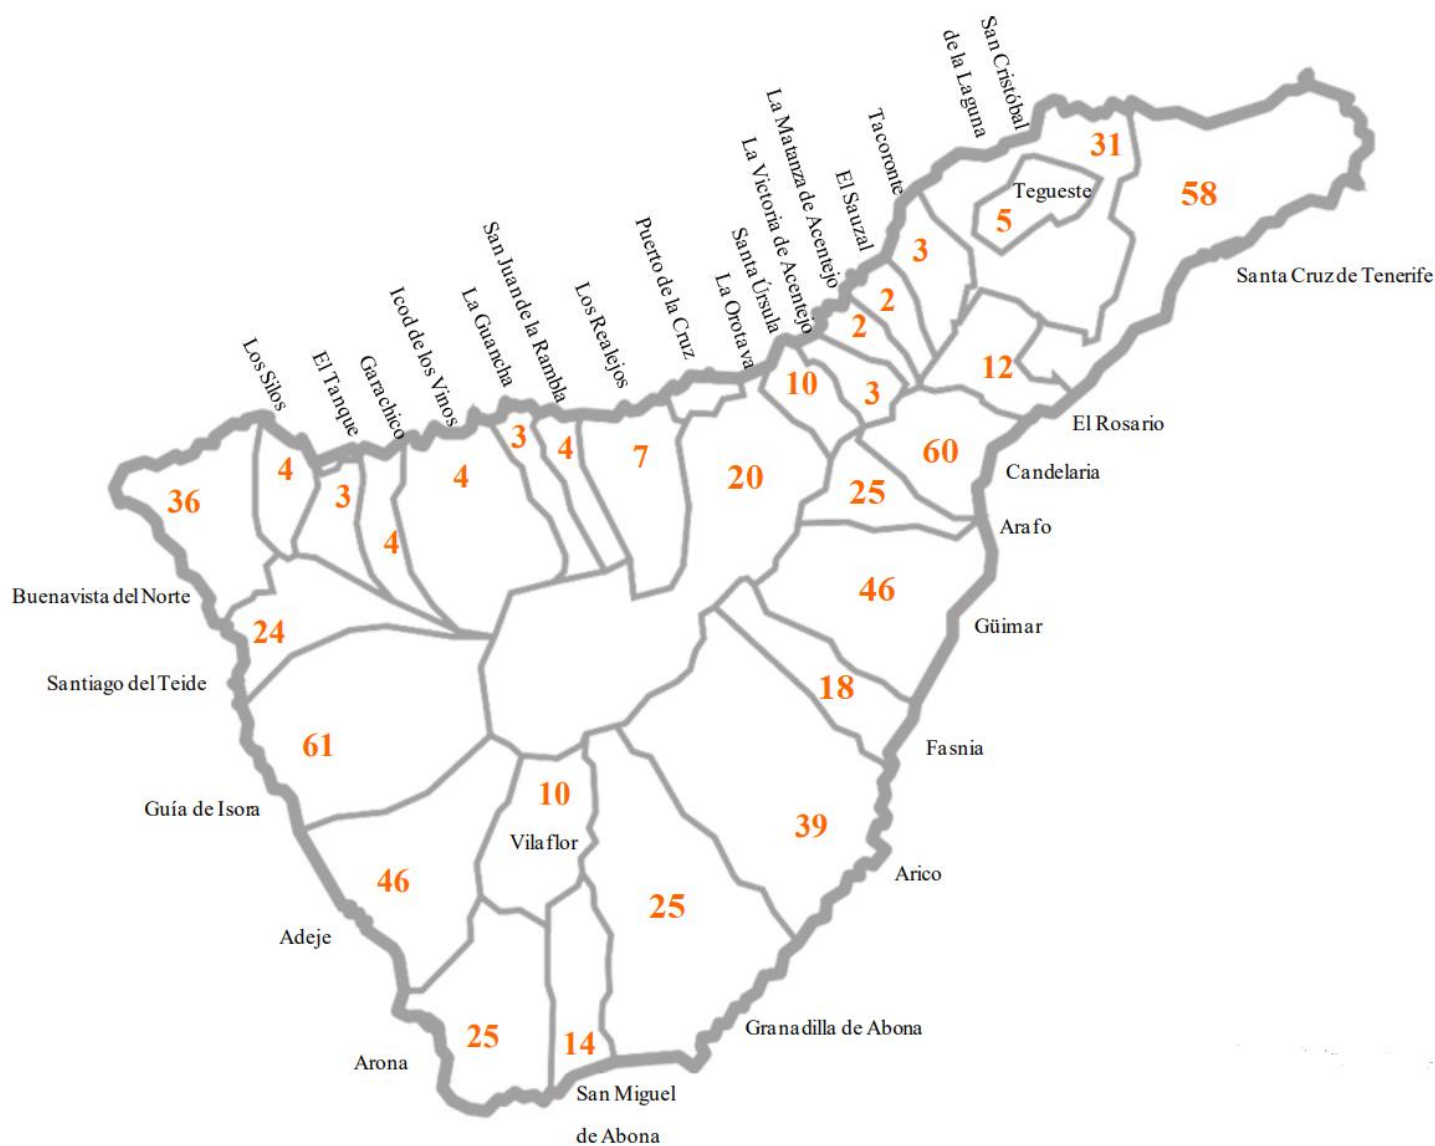 San Cristóbal
de la Laguna
Tacoronte
La Matanza de Acentejo
El Sauzal
La Victoria de Acentejo
Santa Úrsula
La Orotava
Puerto de la Cruz
Los Realejos
San Juan de la Rambla
La Guancha
Icod de los Vinos
Garachico
El Tanque
Los Silos
31
Tegueste
58
5
3
Santa Cruz de Tenerife
2
2
12
10
3
El Rosario
3
4
7
60
Candelaria
4
4
20
36
3
25
Arafo
4
Buenavista del Norte
46
Güimar
24
Santiago del Teide
18
61
Fasnia
Guía de Isora
10
39
Vilaflor
46
Arico
25
Adeje
Granadilla de Abona
25
14
Arona
San Miguel
de Abona